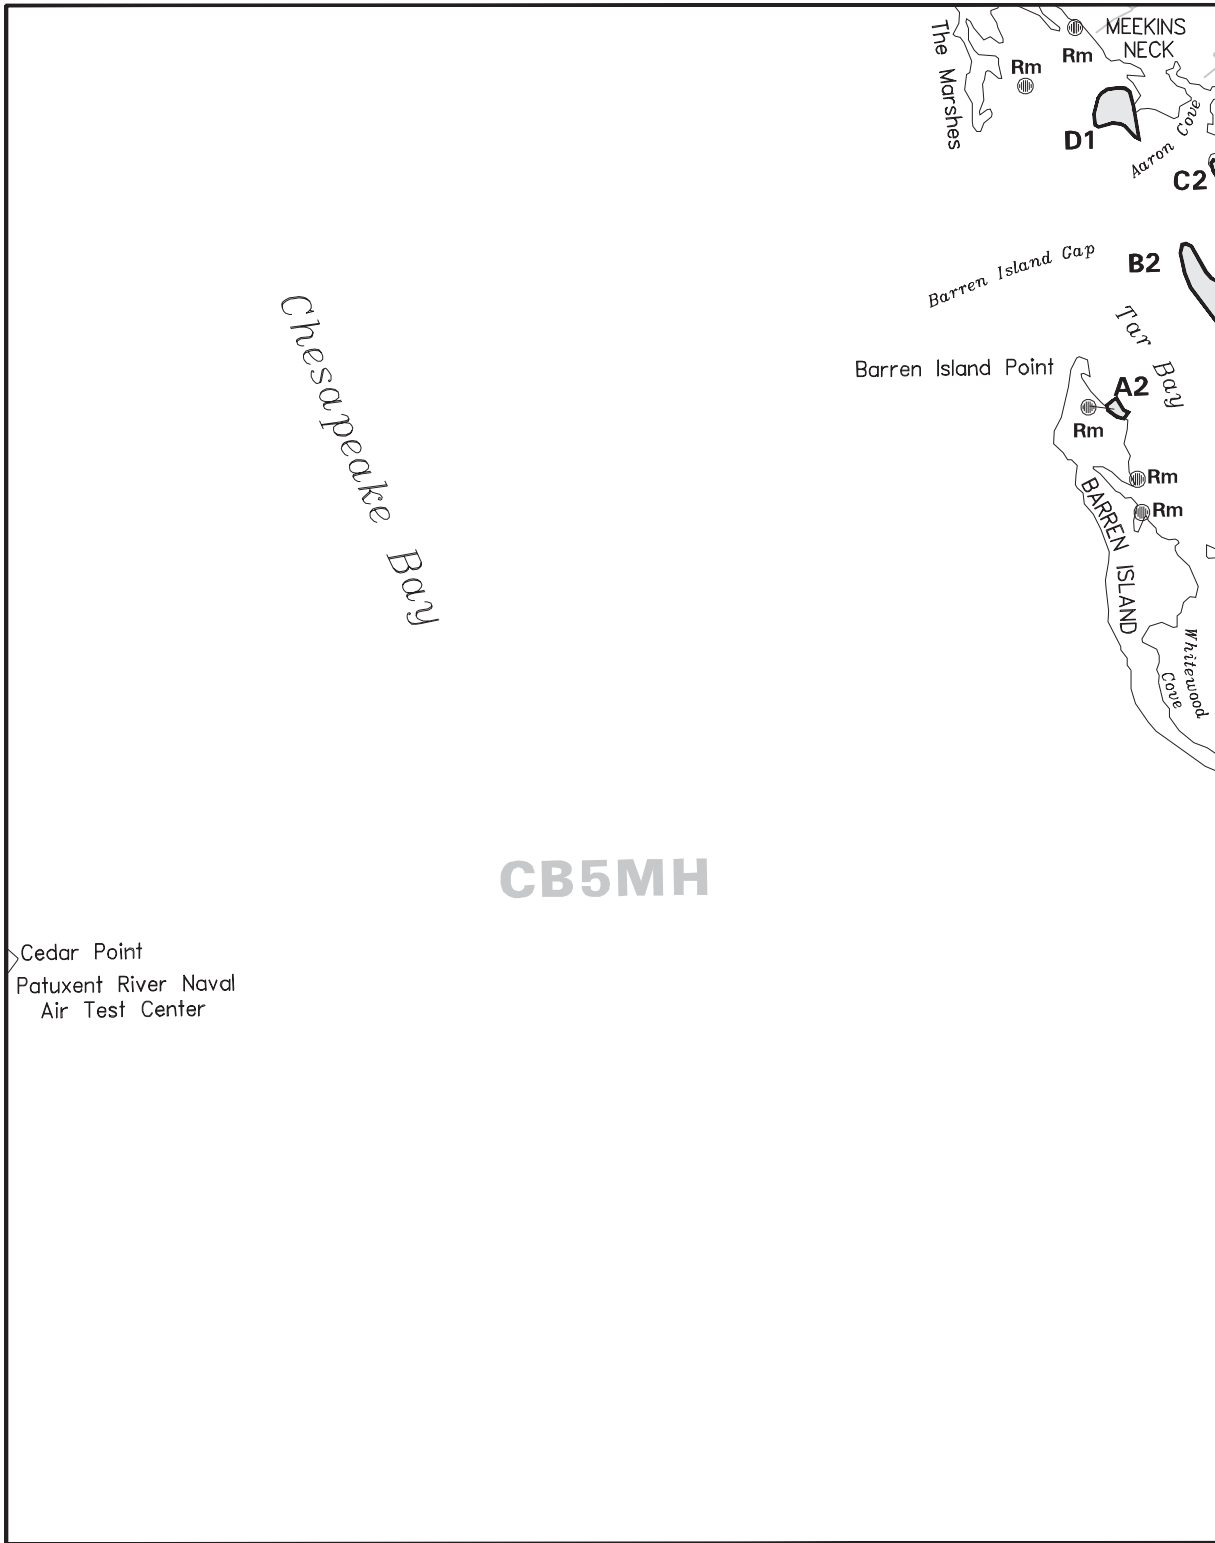 MEEKINS
NECK
The Marshes
Rm
Rm
D1
Aaron Cove
C2
Barren Island Gap
B2
Chesapeake Bay
Tar Bay
Barren Island Point
A2
Rm
Rm
Rm
BARREN ISLAND
Whitewood
Cove
CB5MH
Cedar Point
Patuxent River Naval
Air Test Center